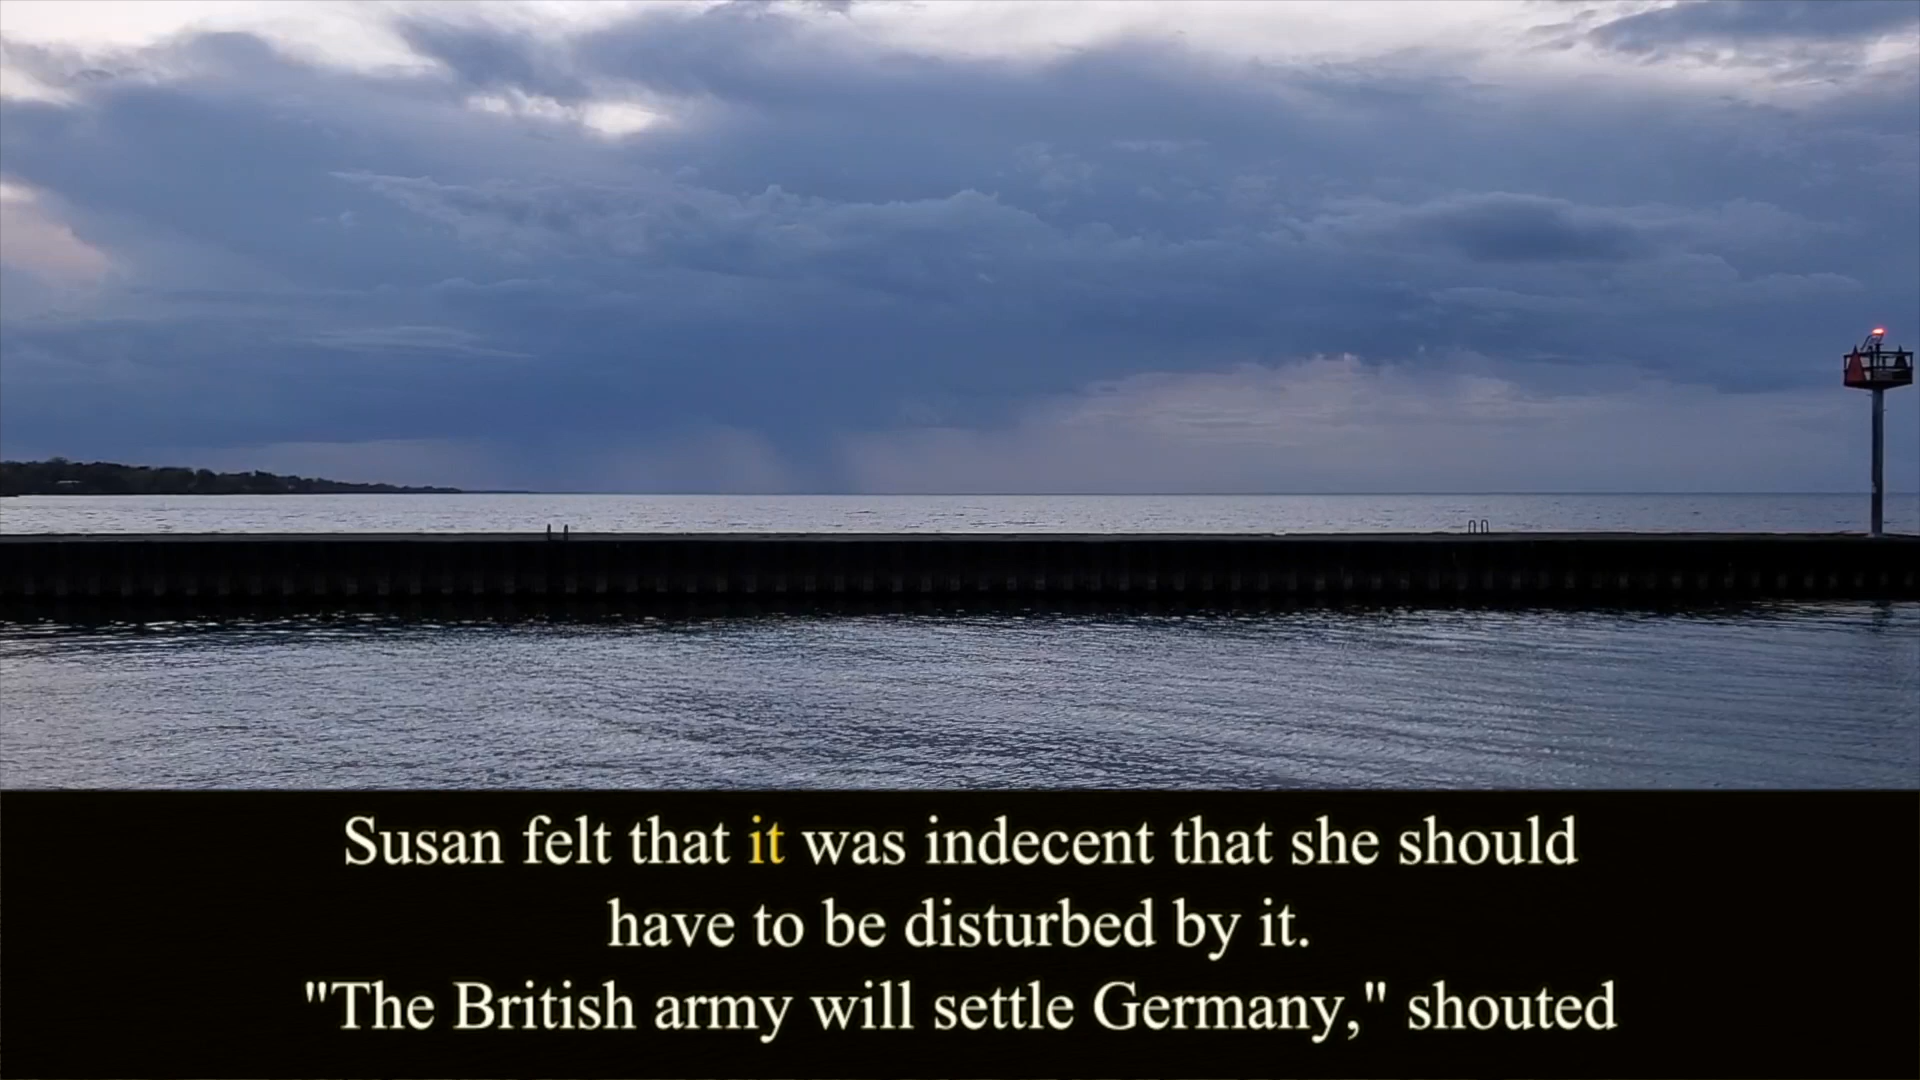 Susan felt that it was indecent that she should
have to be disturbed by it.
"The British army will settle Germany," shouted